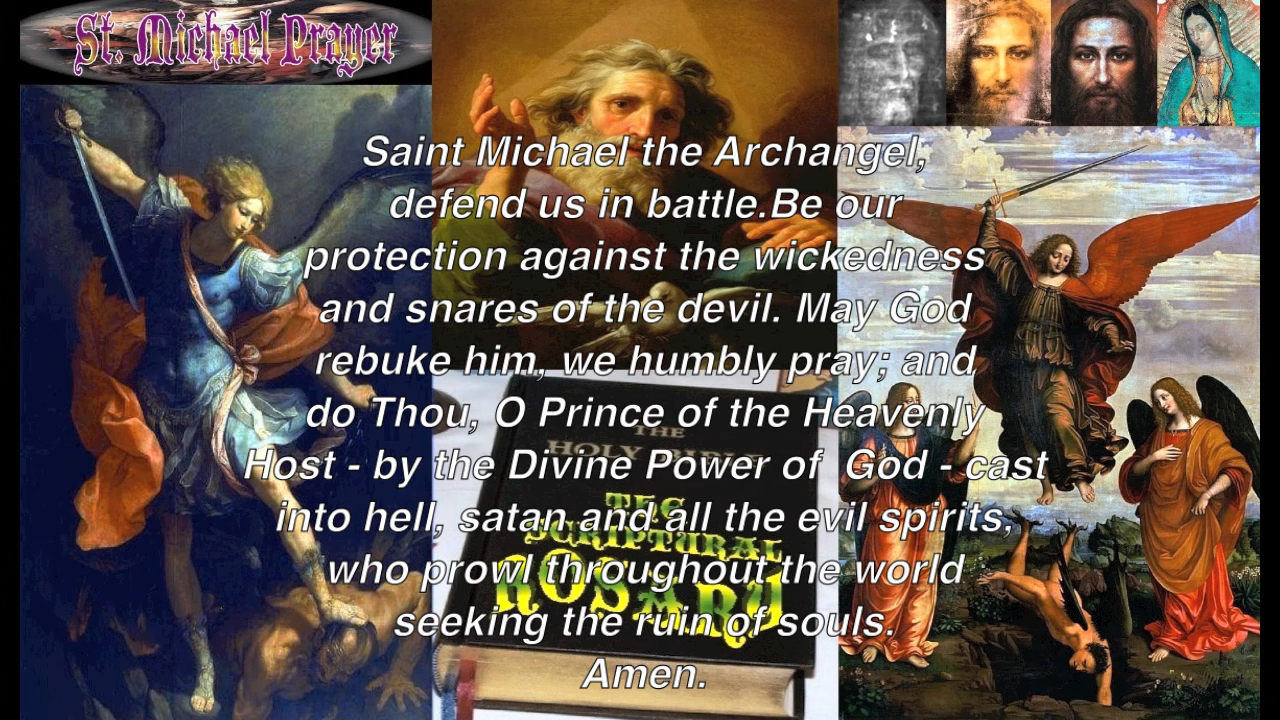 St. Michael Prayer
Saint Michael the Archangel,
defend us in battle.Be our
protection against the wickedness
and snares of the devil. May God
rebuke him, we humbly pray; and
do Thou, O Prince of the Heavenly
Host - by the Divine Power of  God - cast
into hell, satan and all the evil spirits,
who prowl throughout the world
seeking the ruin of souls.
Amen.
THE
HOLY BIBLE
THE
SCRIPTURAL
ROSARY